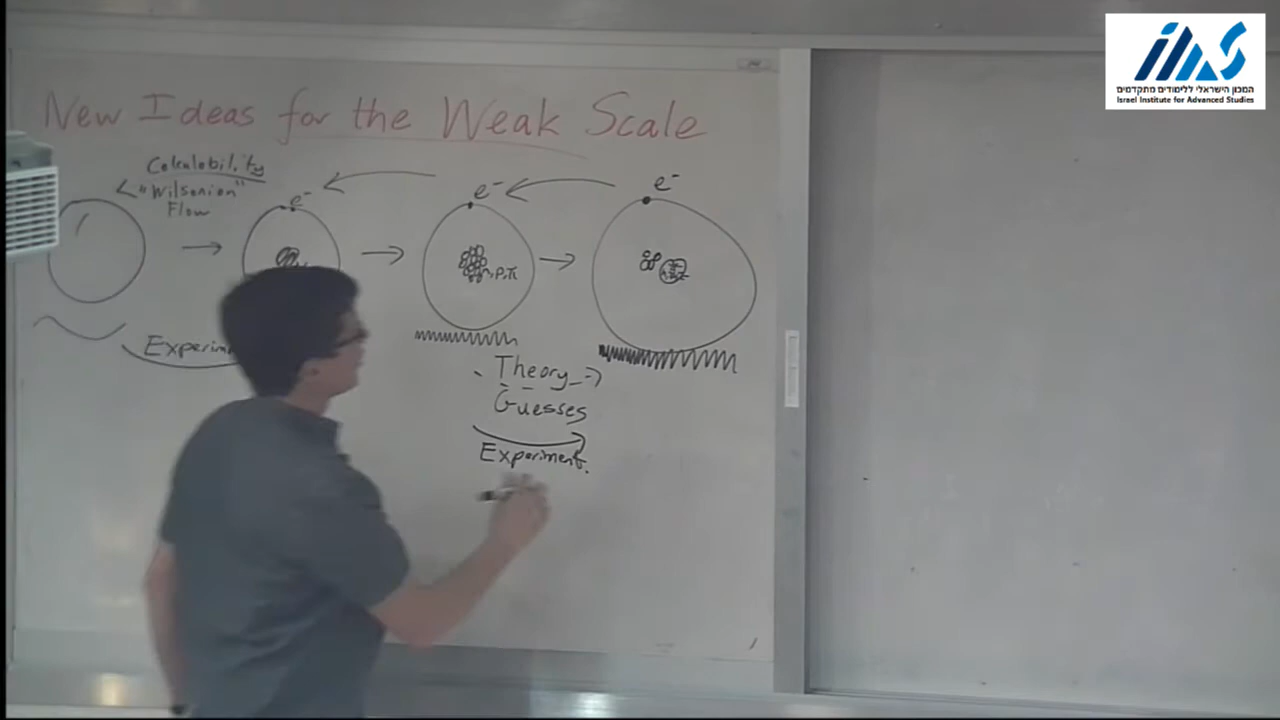 New Ideas for the Weak Scale
Calculability
"Wilsonian"
Flow
e⁻
e⁻
e⁻
n,p,π
Experim
Theory
Guesses
Experiment.
המכון הישראלי ללימודים מתקדמים
Israel Institute for Advanced Studies